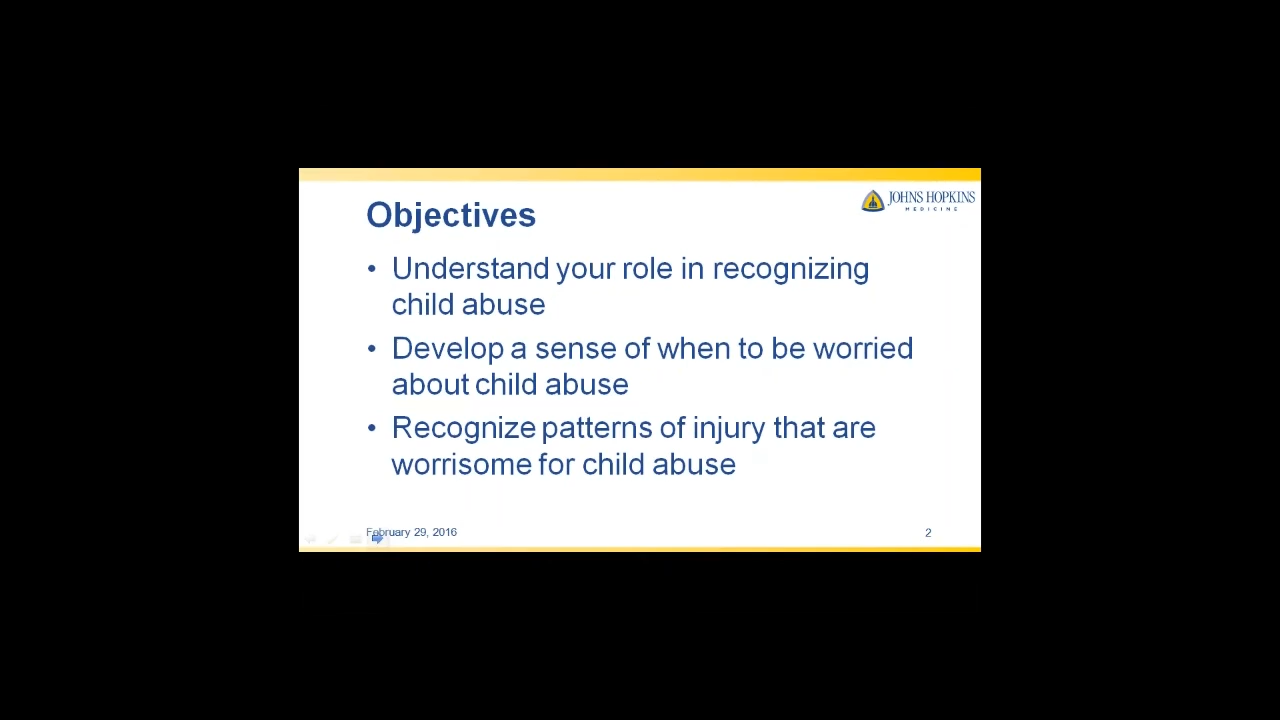 JOHNS HOPKINS
MEDICINE
Objectives
• Understand your role in recognizing
child abuse
• Develop a sense of when to be worried
about child abuse
• Recognize patterns of injury that are
worrisome for child abuse
February 29, 2016
2